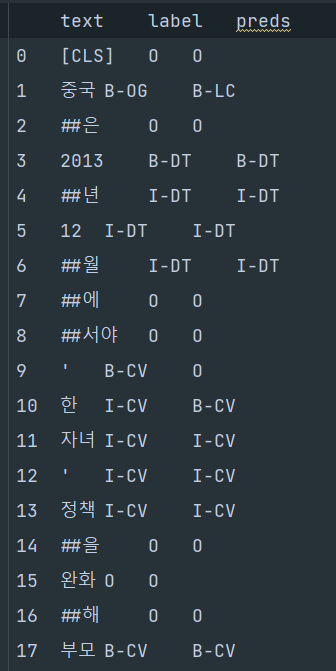 text label preds
0 [CLS] O O
1 중국 B-OG B-LC
2 ##은 O O
3 2013 B-DT B-DT
4 ##년 I-DT I-DT
5 12 I-DT I-DT
6 ##월 I-DT I-DT
7 ##에 O O
8 ##서야 O O
9 ' B-CV O
10 한 I-CV B-CV
11 자녀 I-CV I-CV
12 ' I-CV I-CV
13 정책 I-CV I-CV
14 ##을 O O
15 완화 O O
16 ##해 O O
17 부모 B-CV B-CV